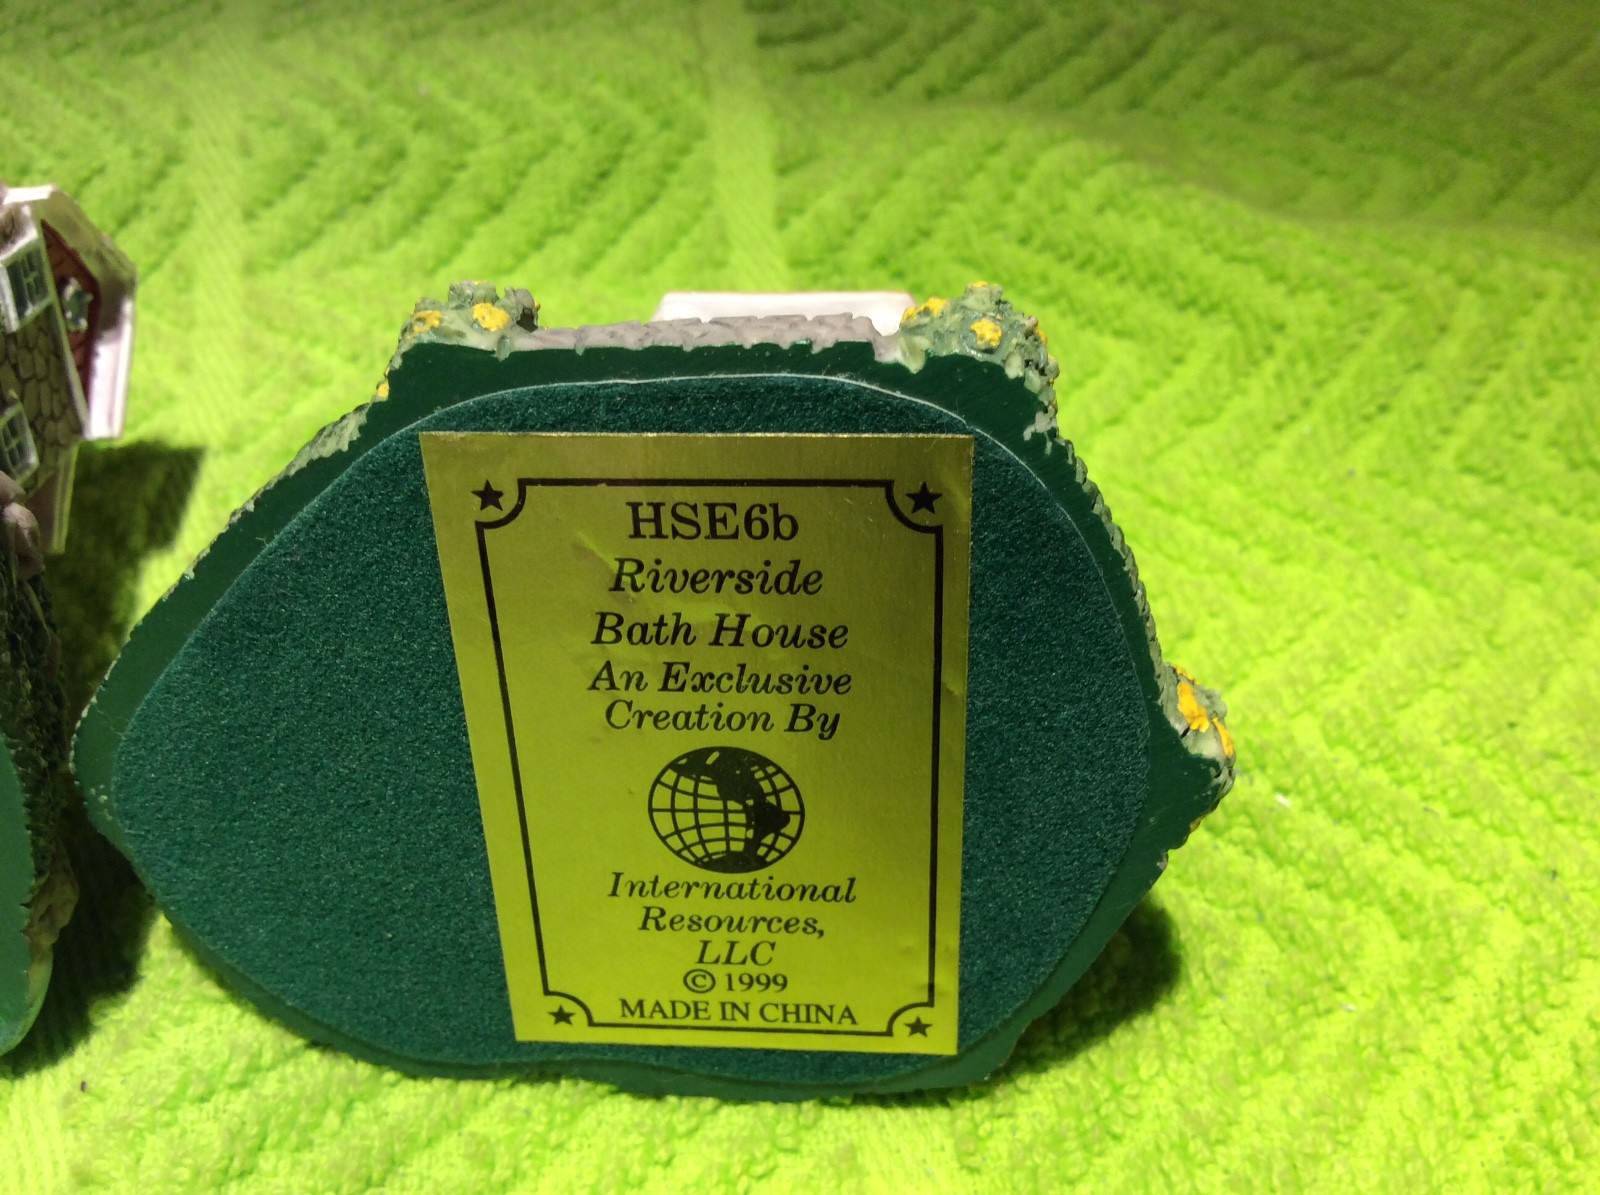 HSE6b
Riverside
Bath House
An Exclusive
Creation By
International
Resources,
LLC
© 1999
MADE IN CHINA